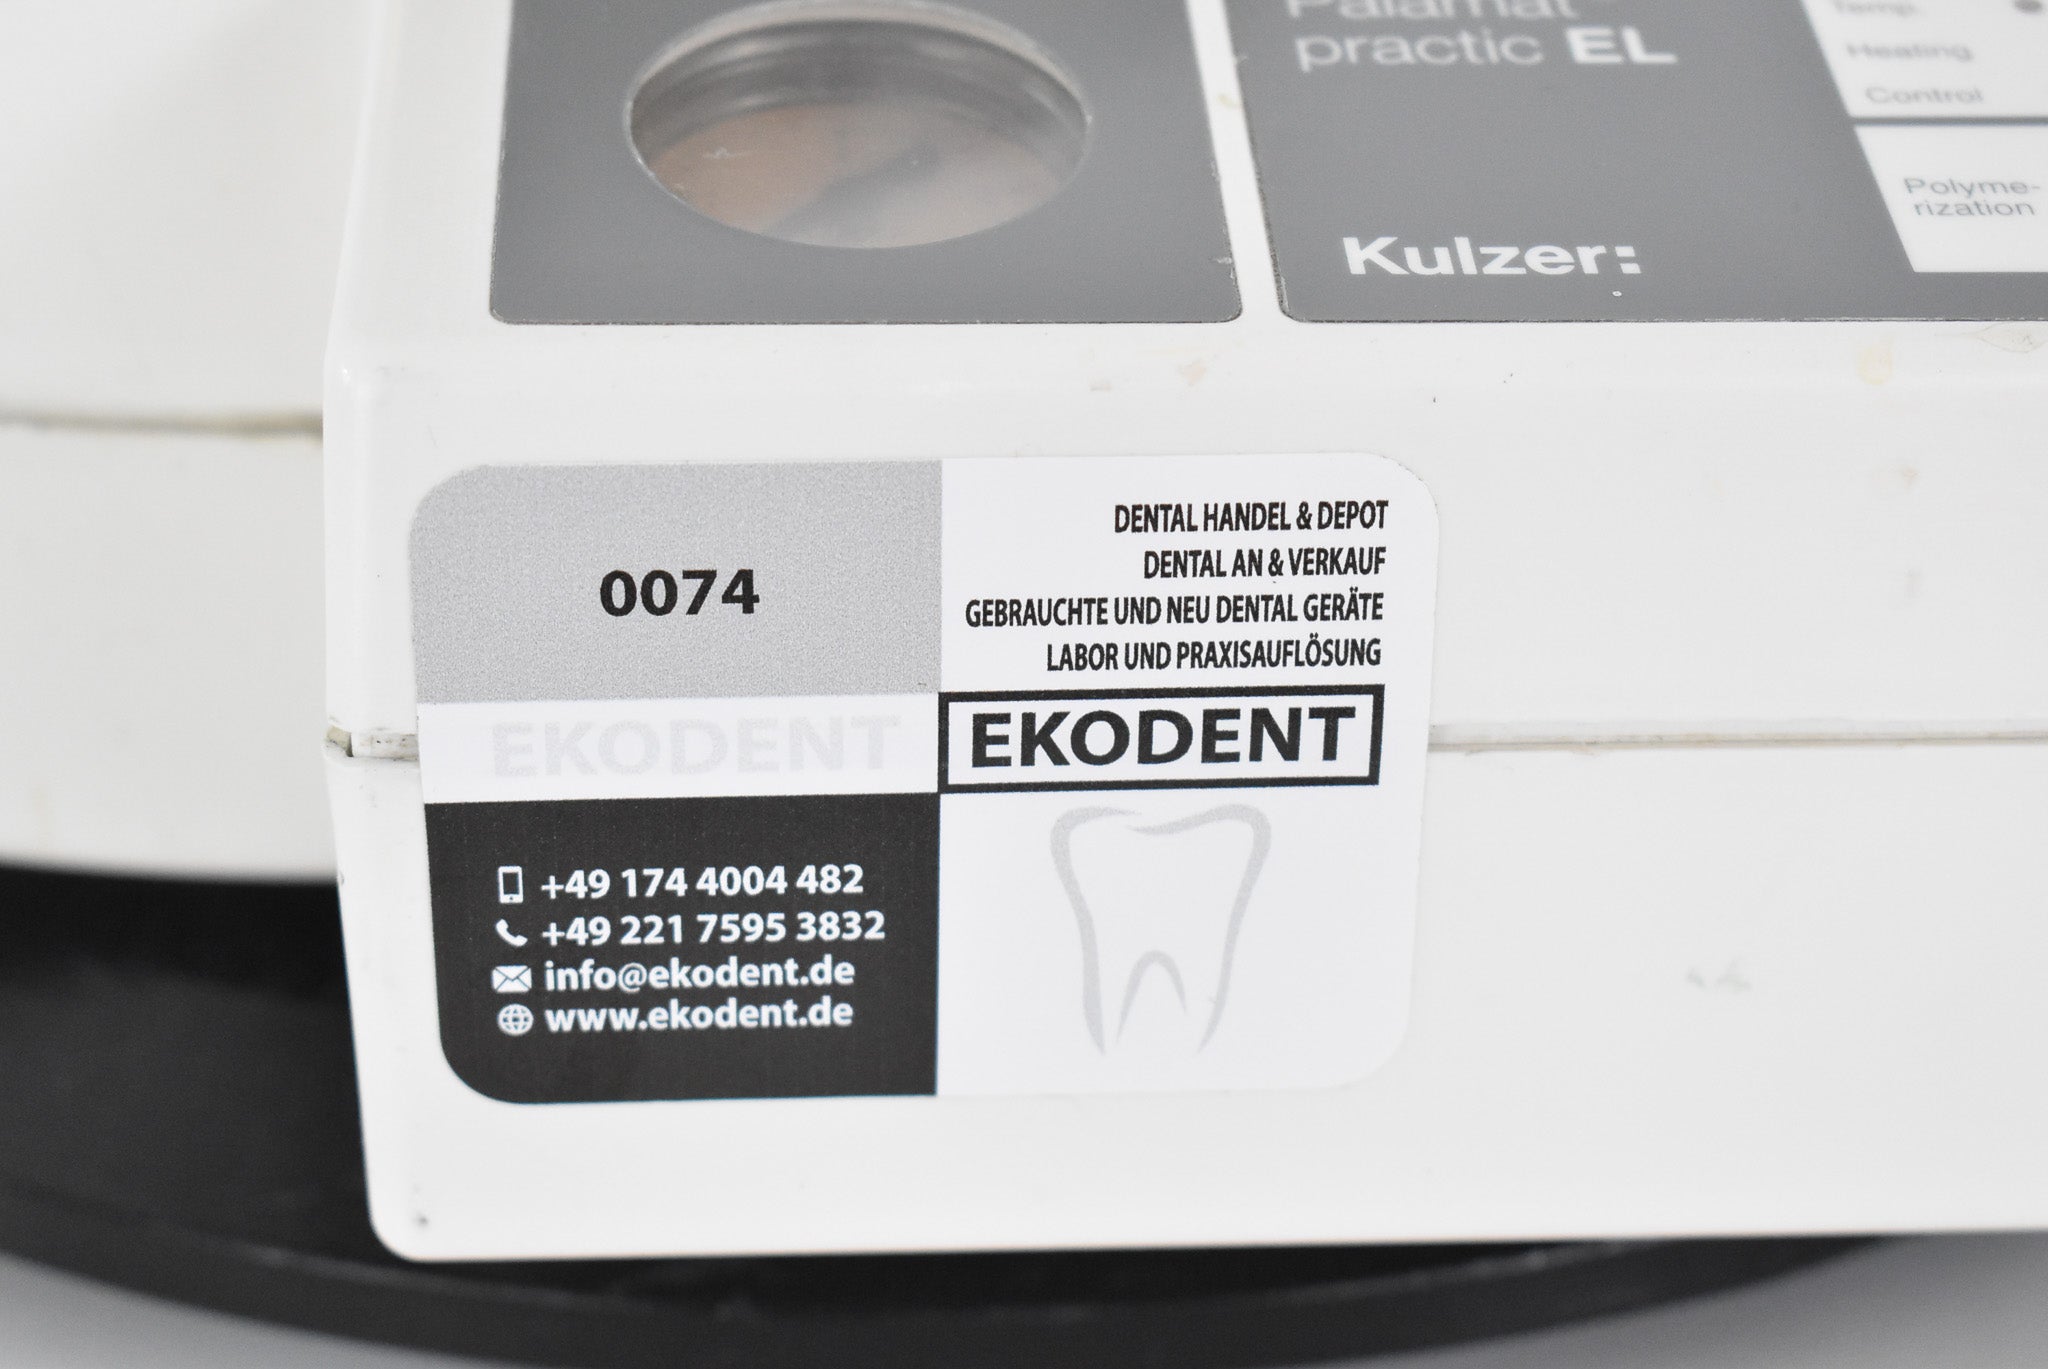 Palamat®
practic EL
Temp.
Heating
Control
Polyme-
rization
Kulzer:
0074
DENTAL HANDEL & DEPOT
DENTAL AN & VERKAUF
GEBRAUCHTE UND NEU DENTAL GERÄTE
LABOR UND PRAXISAUFLÖSUNG
EKODENT
EKODENT
+49 174 4004 482
+49 221 7595 3832
info@ekodent.de
www.ekodent.de